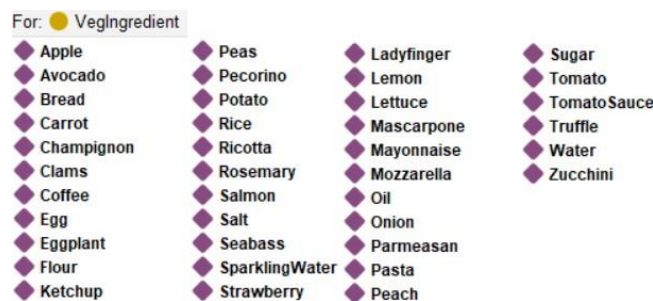 For: VegIngredient
Apple
Avocado
Bread
Carrot
Champignon
Clams
Coffee
Egg
Eggplant
Flour
Ketchup
Peas
Pecorino
Potato
Rice
Ricotta
Rosemary
Salmon
Salt
Seabass
SparklingWater
Strawberry
Ladyfinger
Lemon
Lettuce
Mascarpone
Mayonnaise
Mozzarella
Oil
Onion
Parmeasan
Pasta
Peach
Sugar
Tomato
TomatoSauce
Truffle
Water
Zucchini